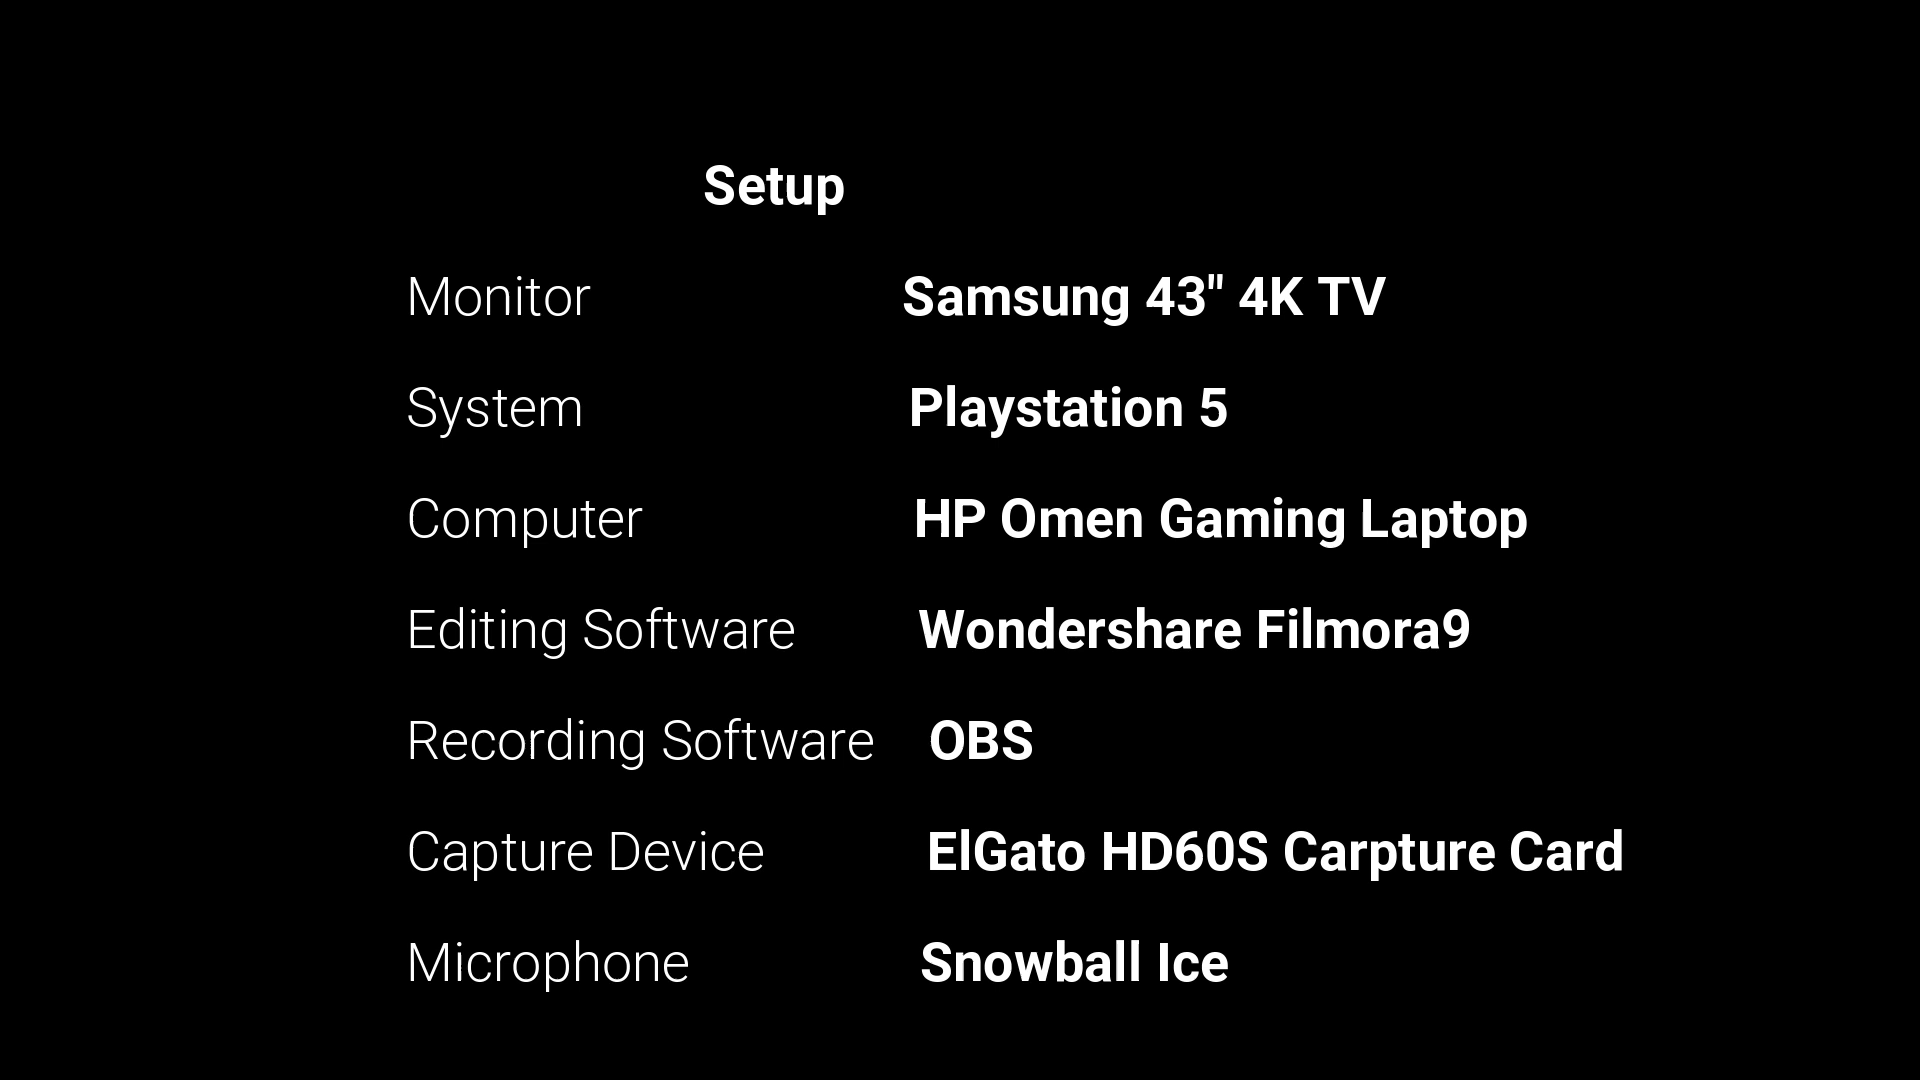 Setup
Monitor Samsung 43" 4K TV
System Playstation 5
Computer HP Omen Gaming Laptop
Editing Software Wondershare Filmora9
Recording Software OBS
Capture Device ElGato HD60S Carpture Card
Microphone Snowball Ice